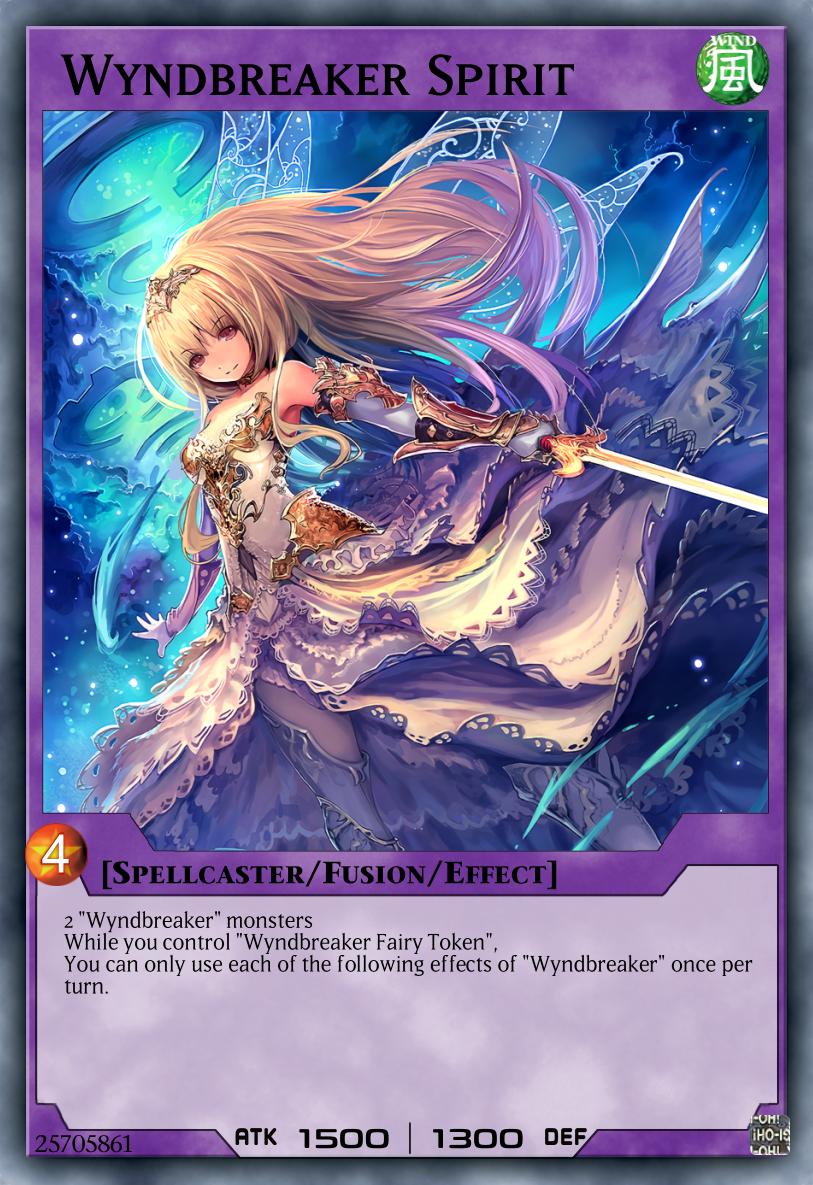 Wyndbreaker Spirit
WIND
風
4
[Spellcaster/Fusion/Effect]
2 "Wyndbreaker" monsters
While you control "Wyndbreaker Fairy Token",
You can only use each of the following effects of "Wyndbreaker" once per
turn.
25705861
ATK 1500 | 1300 DEF